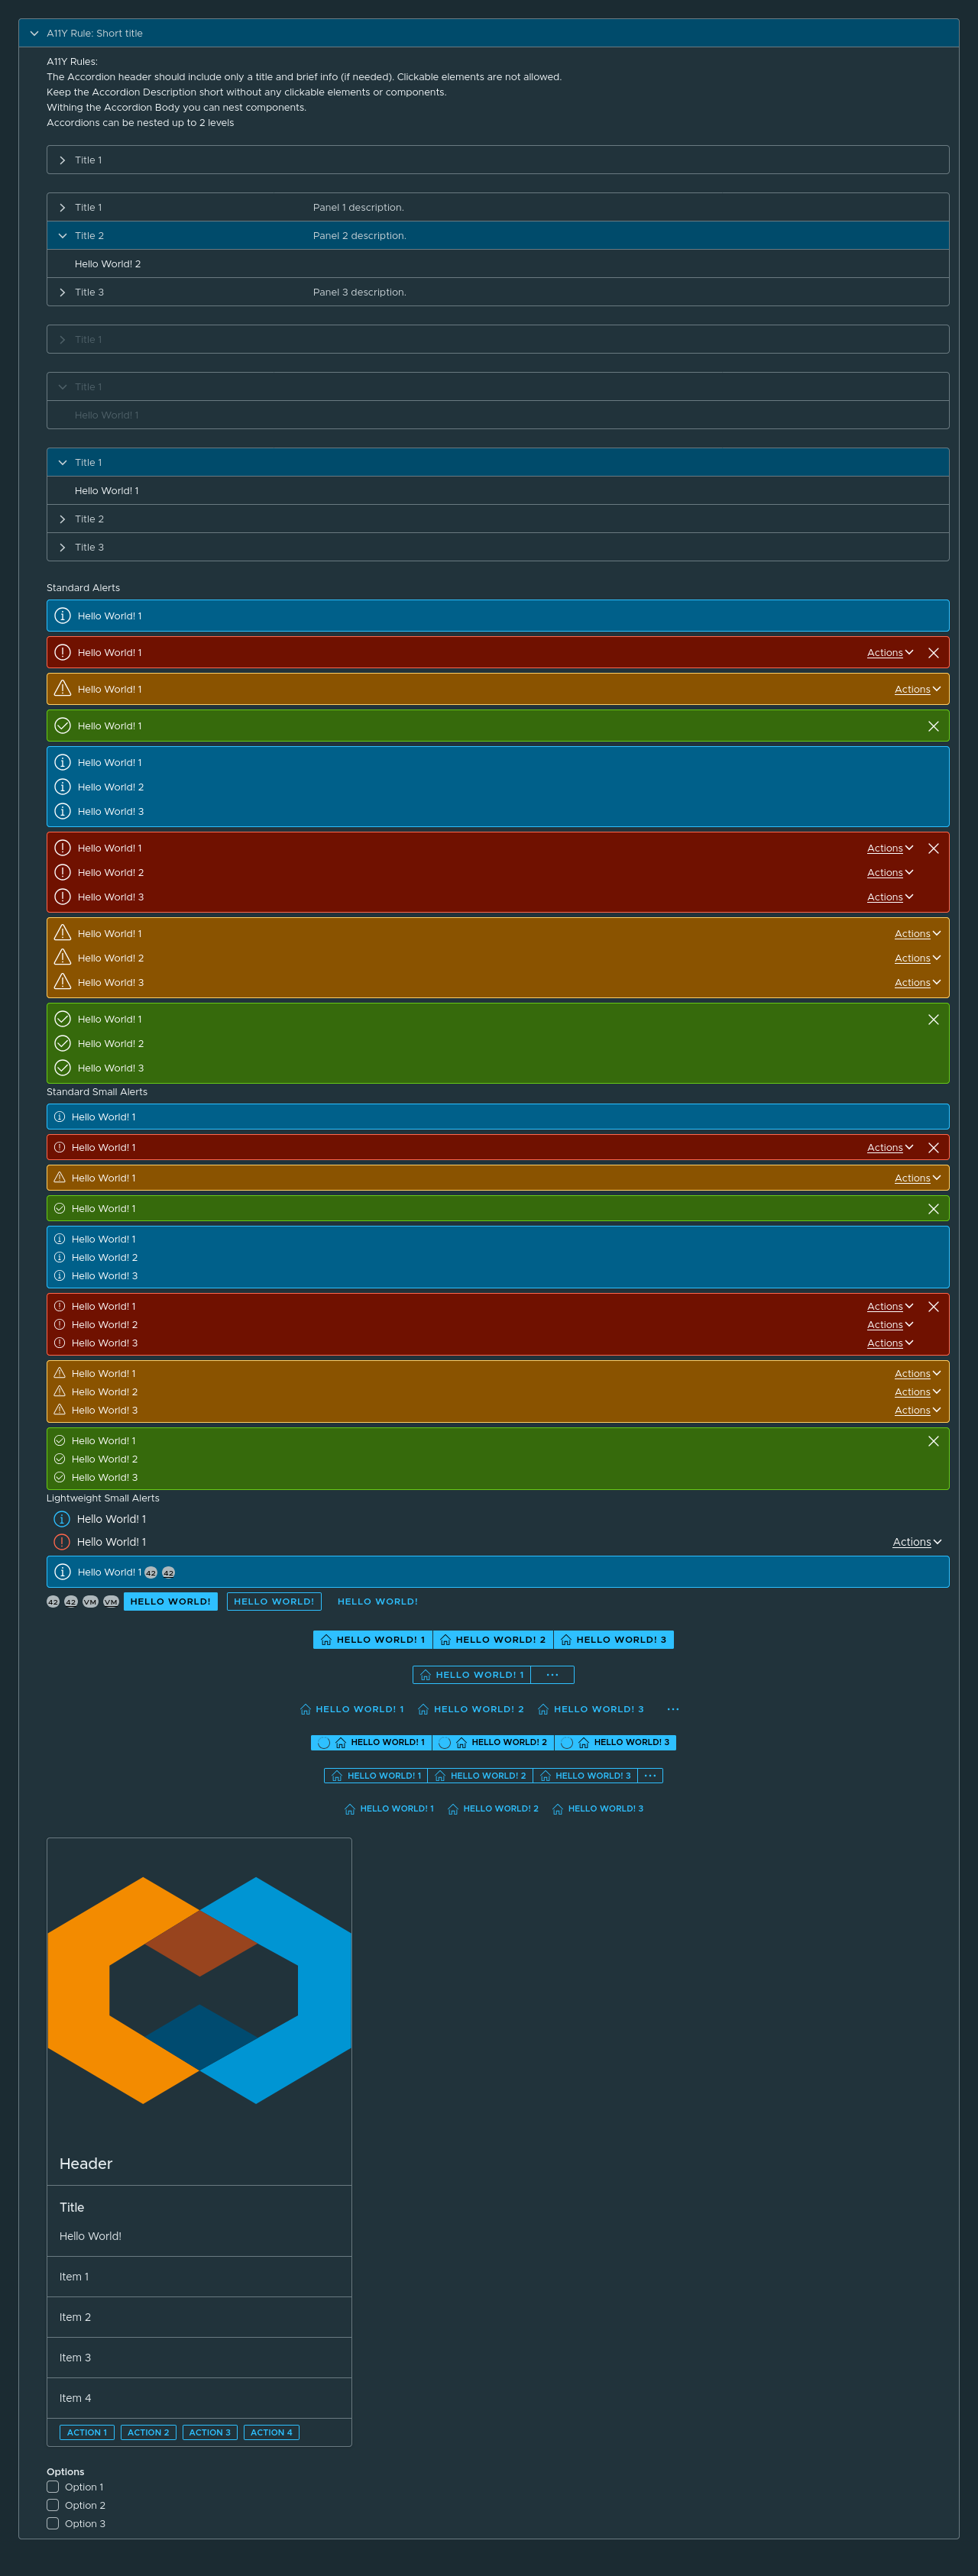 A11Y Rule: Short title
A11Y Rules:
The Accordion header should include only a title and brief info (if needed). Clickable elements are not allowed.
Keep the Accordion Description short without any clickable elements or components.
Withing the Accordion Body you can nest components.
Accordions can be nested up to 2 levels
Title 1
Title 1 Panel 1 description.
Title 2 Panel 2 description.
Hello World! 2
Title 3 Panel 3 description.
Title 1
Title 1
Hello World! 1
Title 1
Hello World! 1
Title 2
Title 3
Standard Alerts
Hello World! 1
Hello World! 1 Actions
Hello World! 1 Actions
Hello World! 1
Hello World! 1
Hello World! 2
Hello World! 3
Hello World! 1 Actions
Hello World! 2 Actions
Hello World! 3 Actions
Hello World! 1 Actions
Hello World! 2 Actions
Hello World! 3 Actions
Hello World! 1
Hello World! 2
Hello World! 3
Standard Small Alerts
Hello World! 1
Hello World! 1 Actions
Hello World! 1 Actions
Hello World! 1
Hello World! 1
Hello World! 2
Hello World! 3
Hello World! 1 Actions
Hello World! 2 Actions
Hello World! 3 Actions
Hello World! 1 Actions
Hello World! 2 Actions
Hello World! 3 Actions
Hello World! 1
Hello World! 2
Hello World! 3
Lightweight Small Alerts
Hello World! 1
Hello World! 1 Actions
Hello World! 1 42 42
42 42 VM VM HELLO WORLD! HELLO WORLD! HELLO WORLD!
HELLO WORLD! 1 HELLO WORLD! 2 HELLO WORLD! 3
HELLO WORLD! 1 ...
HELLO WORLD! 1 HELLO WORLD! 2 HELLO WORLD! 3 ...
HELLO WORLD! 1 HELLO WORLD! 2 HELLO WORLD! 3
HELLO WORLD! 1 HELLO WORLD! 2 HELLO WORLD! 3 ...
HELLO WORLD! 1 HELLO WORLD! 2 HELLO WORLD! 3
Header
Title
Hello World!
Item 1
Item 2
Item 3
Item 4
ACTION 1 ACTION 2 ACTION 3 ACTION 4
Options
Option 1
Option 2
Option 3